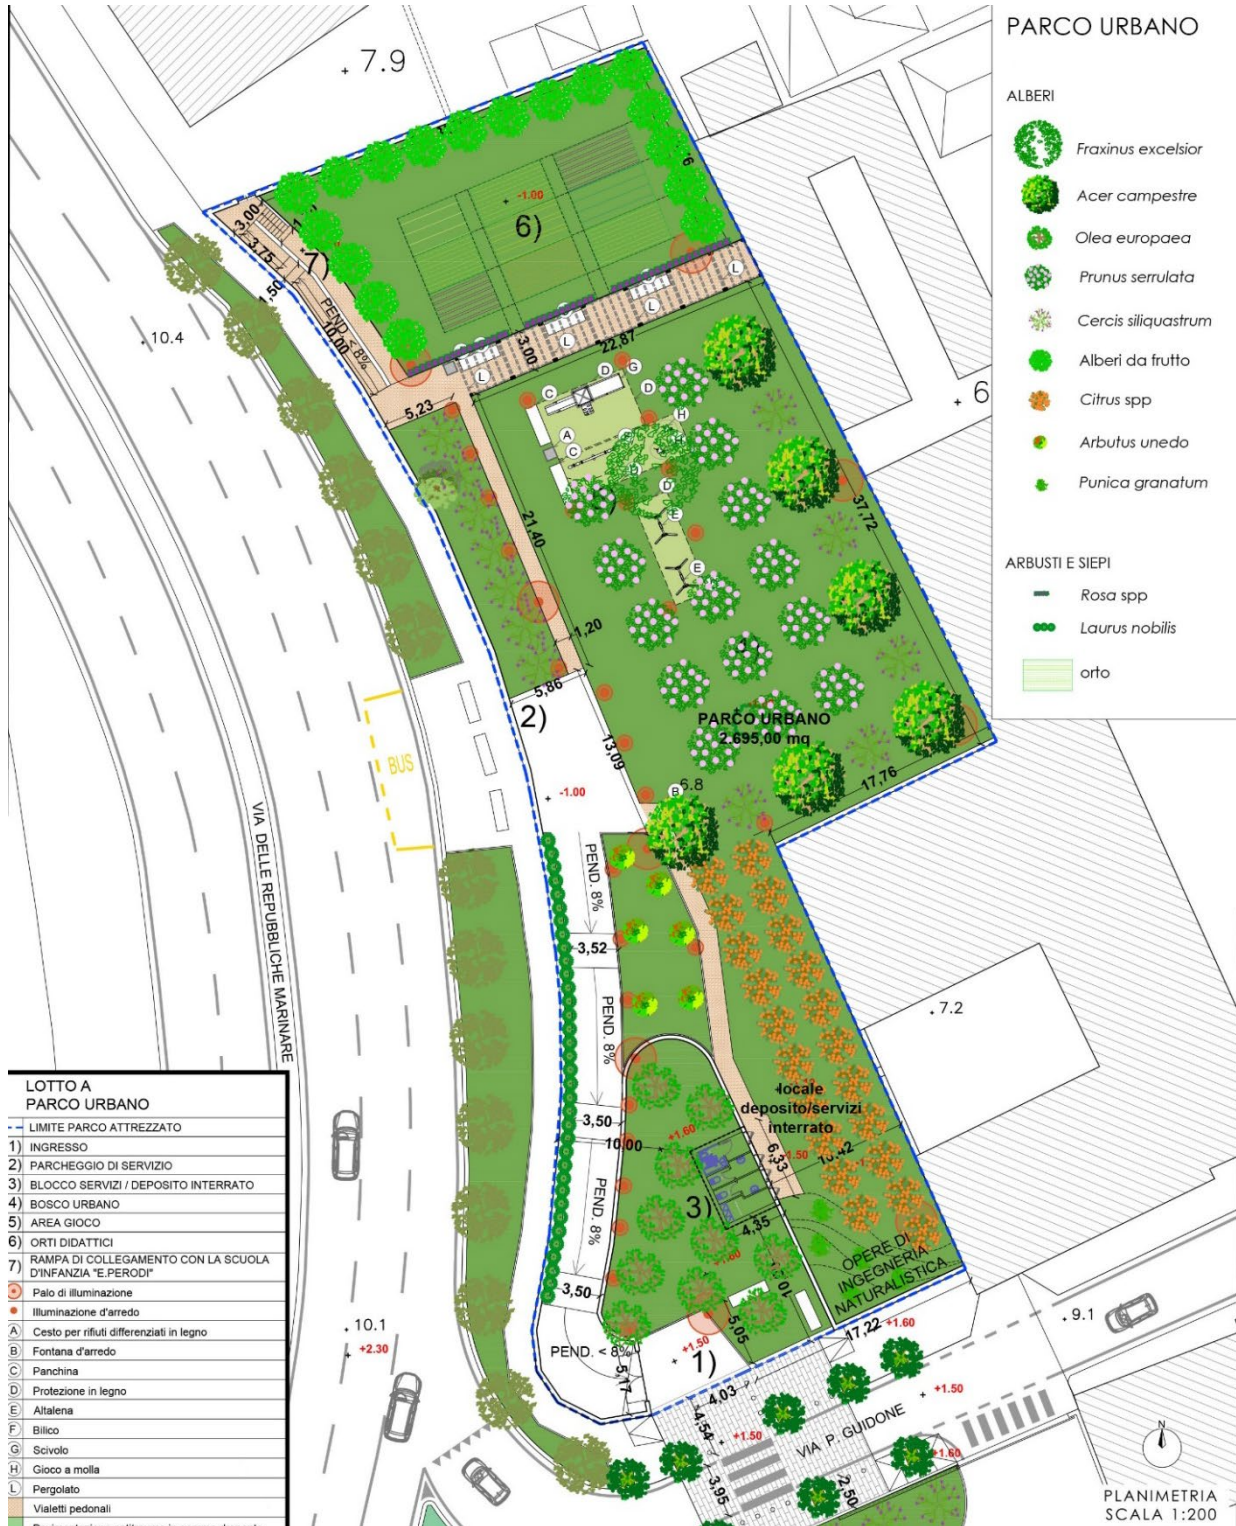 PARCO URBANO
ALBERI
Fraxinus excelsior
Acer campestre
Olea europaea
Prunus serrulata
Cercis siliquastrum
Alberi da frutto
Citrus spp
Arbutus unedo
Punica granatum
ARBUSTI E SIEPI
Rosa spp
Laurus nobilis
orto
+ 7.9
-1.00
6)
3,00
3,75
1,50
7)
PEND. < 8%
10,00
10.4
L
L
L
L
3,00
22,87
5,23
C
D
G
D
H
A
C
H
D
E
E
+ 6
37,72
21,40
1,20
5,86
2)
13,09
PARCO URBANO
2.695,00 mq
17,76
BUS
-1.00
B
6.8
VIA DELLE REPUBBLICHE MARINARE
PEND. 8%
3,52
PEND. 8%
7.2
3,50
10.00
+1.60
locale
deposito/servizi
interrato
6,33
PEND. 8%
3)
4,35
OPERE DI
INGEGNERIA
NATURALISTICA
3,50
5,05
17,22
+1.60
9.1
10.1
+2.30
PEND. < 8%
+1.50
1)
5,17
4,03
+1.50
4,54
+1.50
VIA P. GUIDONE
+1.60
3,95
2,50
LOTTO A
PARCO URBANO
LIMITE PARCO ATTREZZATO
1) INGRESSO
2) PARCHEGGIO DI SERVIZIO
3) BLOCCO SERVIZI / DEPOSITO INTERRATO
4) BOSCO URBANO
5) AREA GIOCO
6) ORTI DIDATTICI
7) RAMPA DI COLLEGAMENTO CON LA SCUOLA
D'INFANZIA "E.PERODI"
Palo di illuminazione
Illuminazione d'arredo
A Cesto per rifiuti differenziati in legno
B Fontana d'arredo
C Panchina
D Protezione in legno
E Altalena
F Bilico
G Scivolo
H Gioco a molla
L Pergolato
Vialetti pedonali
N
PLANIMETRIA
SCALA 1:200